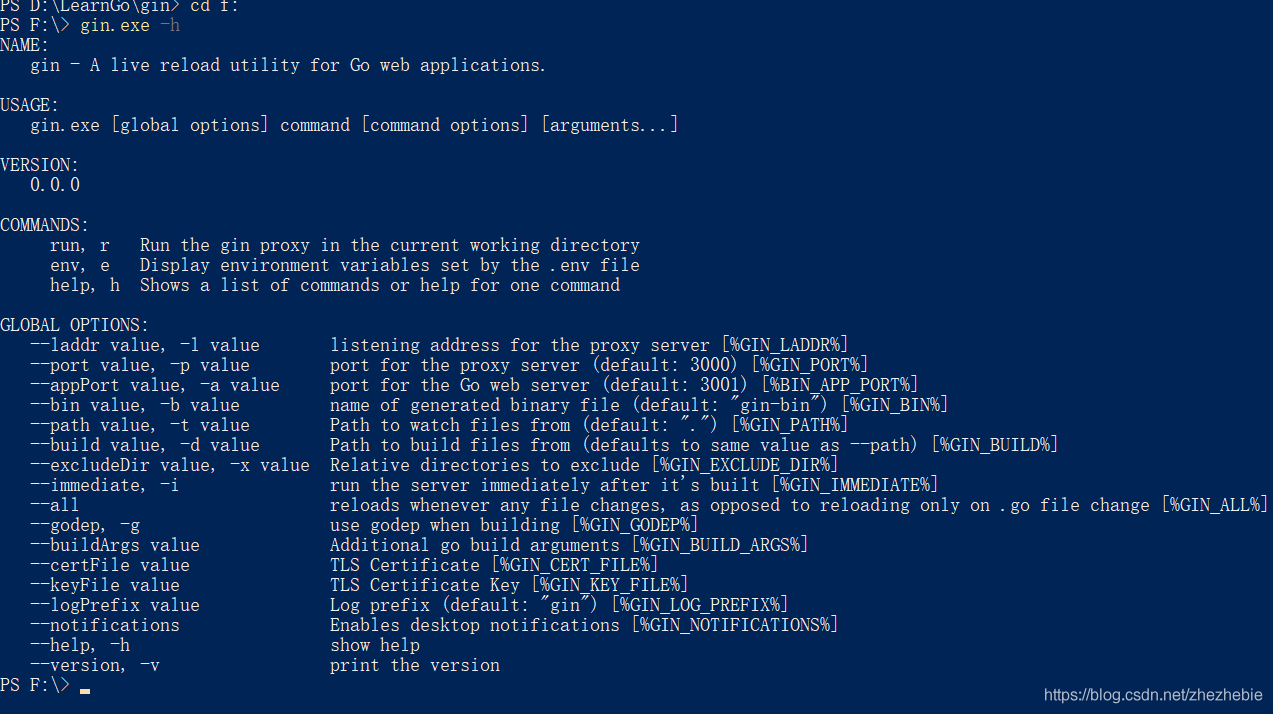 PS D:\LearnGo\gin> cd f:
PS F:\> gin.exe -h
NAME:
   gin - A live reload utility for Go web applications.

USAGE:
   gin.exe [global options] command [command options] [arguments...]

VERSION:
   0.0.0

COMMANDS:
     run, r   Run the gin proxy in the current working directory
     env, e   Display environment variables set by the .env file
     help, h  Shows a list of commands or help for one command

GLOBAL OPTIONS:
   --laddr value, -l value       listening address for the proxy server [%GIN_LADDR%]
   --port value, -p value        port for the proxy server (default: 3000) [%GIN_PORT%]
   --appPort value, -a value     port for the Go web server (default: 3001) [%BIN_APP_PORT%]
   --bin value, -b value         name of generated binary file (default: "gin-bin") [%GIN_BIN%]
   --path value, -t value        Path to watch files from (default: ".") [%GIN_PATH%]
   --build value, -d value       Path to build files from (defaults to same value as --path) [%GIN_BUILD%]
   --excludeDir value, -x value  Relative directories to exclude [%GIN_EXCLUDE_DIR%]
   --immediate, -i               run the server immediately after it's built [%GIN_IMMEDIATE%]
   --all                         reloads whenever any file changes, as opposed to reloading only on .go file change [%GIN_ALL%]
   --godep, -g                   use godep when building [%GIN_GODEP%]
   --buildArgs value             Additional go build arguments [%GIN_BUILD_ARGS%]
   --certFile value              TLS Certificate [%GIN_CERT_FILE%]
   --keyFile value               TLS Certificate Key [%GIN_KEY_FILE%]
   --logPrefix value             Log prefix (default: "gin") [%GIN_LOG_PREFIX%]
   --notifications               Enables desktop notifications [%GIN_NOTIFICATIONS%]
   --help, -h                    show help
   --version, -v                 print the version
PS F:\>
https://blog.csdn.net/zhezhebie